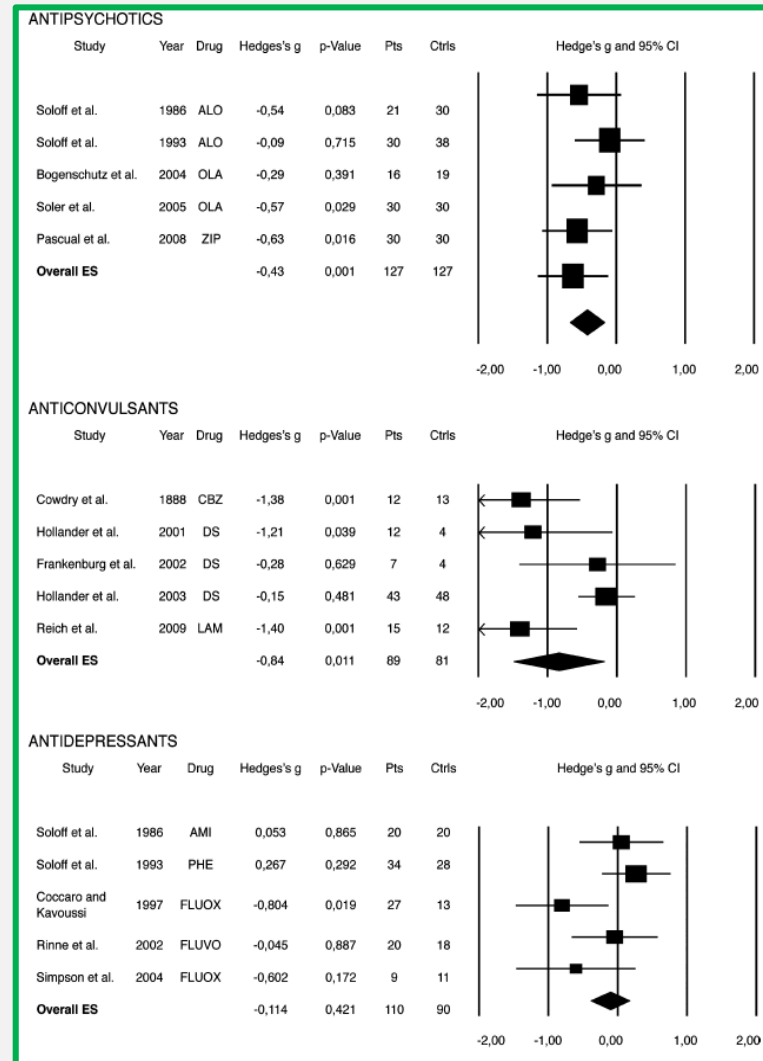 ANTIPSYCHOTICS
Study Year Drug Hedges's g p-Value Pts Ctrls Hedge's g and 95% CI
Soloff et al. 1986 ALO -0,54 0,083 21 30
Soloff et al. 1993 ALO -0,09 0,715 30 38
Bogenschutz et al. 2004 OLA -0,29 0,391 16 19
Soler et al. 2005 OLA -0,57 0,029 30 30
Pascual et al. 2008 ZIP -0,63 0,016 30 30
Overall ES -0,43 0,001 127 127
-2,00 -1,00 0,00 1,00 2,00
ANTICONVULSANTS
Study Year Drug Hedges's g p-Value Pts Ctrls Hedge's g and 95% CI
Cowdry et al. 1888 CBZ -1,38 0,001 12 13
Hollander et al. 2001 DS -1,21 0,039 12 4
Frankenburg et al. 2002 DS -0,28 0,629 7 4
Hollander et al. 2003 DS -0,15 0,481 43 48
Reich et al. 2009 LAM -1,40 0,001 15 12
Overall ES -0,84 0,011 89 81
-2,00 -1,00 0,00 1,00 2,00
ANTIDEPRESSANTS
Study Year Drug Hedges's g p-Value Pts Ctrls Hedge's g and 95% CI
Soloff et al. 1986 AMI 0,053 0,865 20 20
Soloff et al. 1993 PHE 0,267 0,292 34 28
Coccaro and
Kavoussi 1997 FLUOX -0,804 0,019 27 13
Rinne et al. 2002 FLUVO -0,045 0,887 20 18
Simpson et al. 2004 FLUOX -0,602 0,172 9 11
Overall ES -0,114 0,421 110 90
-2,00 -1,00 0,00 1,00 2,00